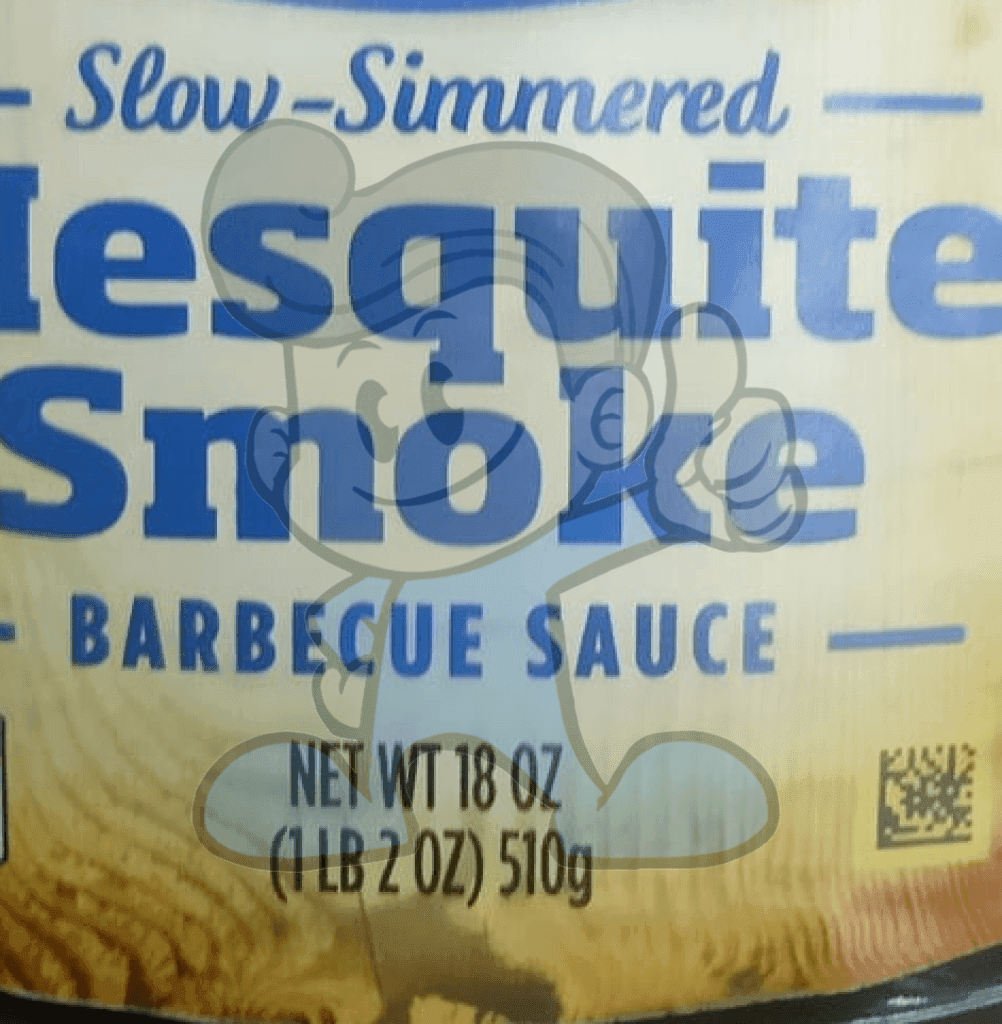 Slow-Simmered
Mesquite
Smoke
BARBECUE SAUCE
NET WT 18 OZ
(1 LB 2 OZ) 510g